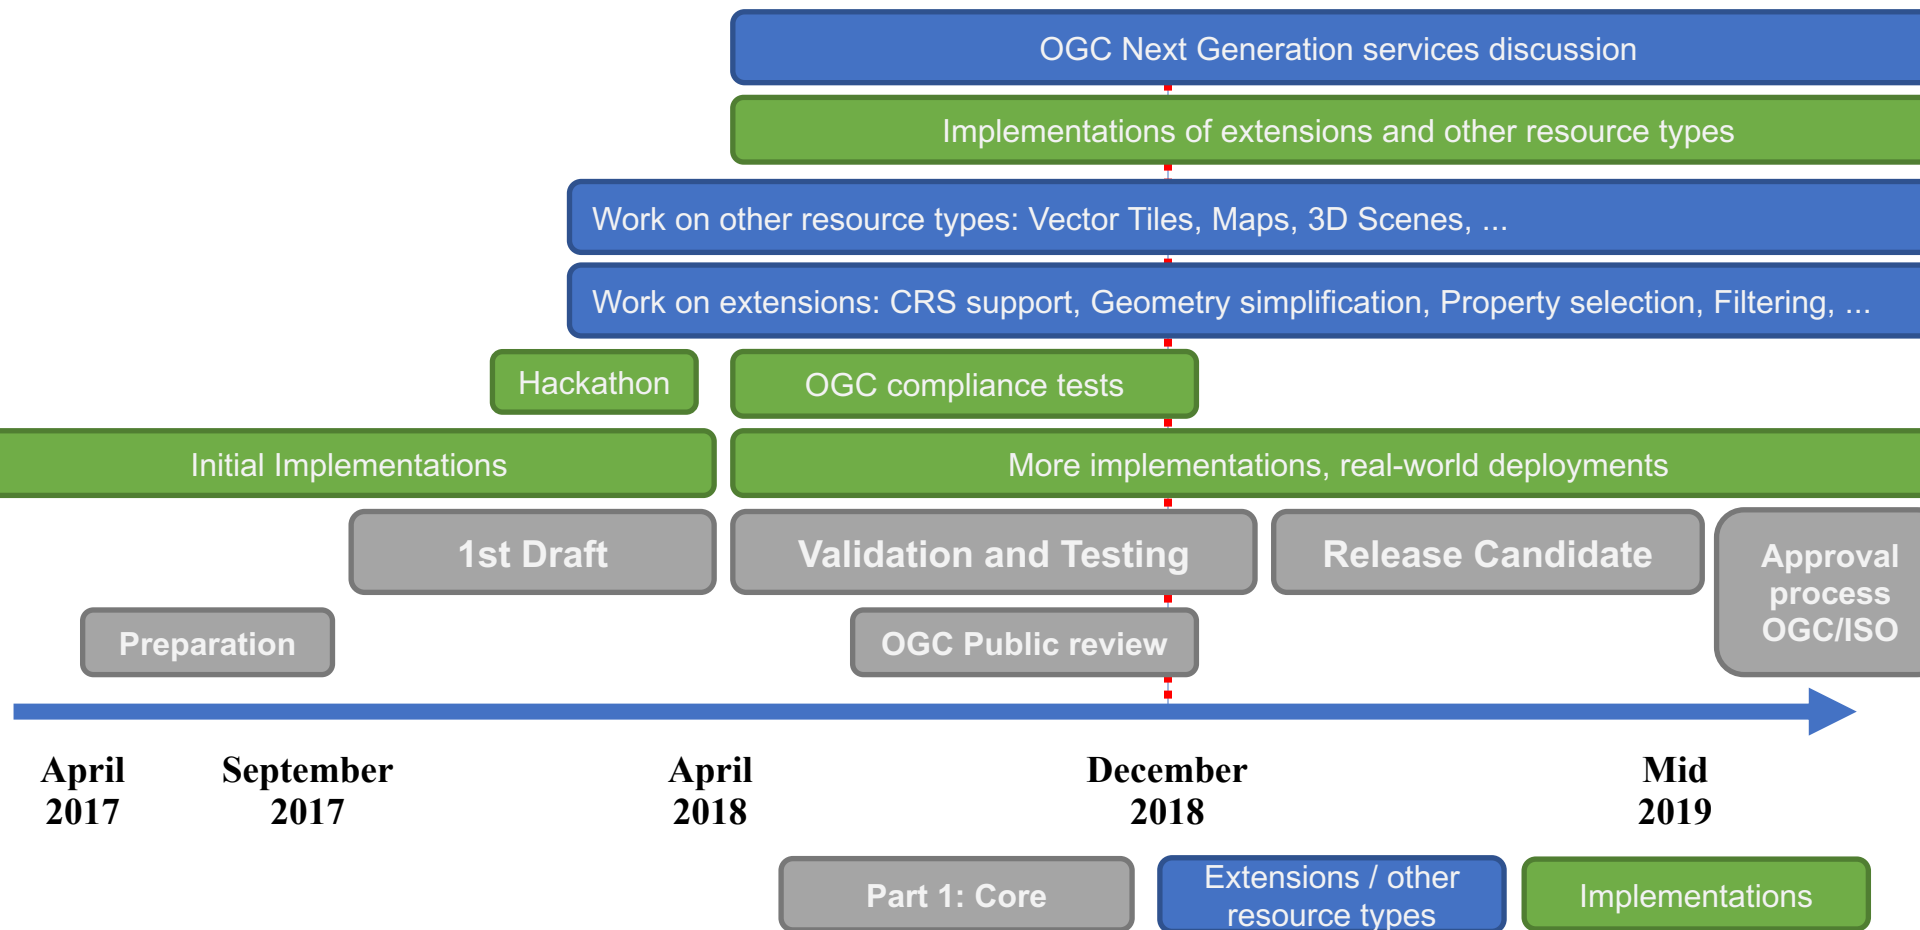 OGC Next Generation services discussion
Implementations of extensions and other resource types
Work on other resource types: Vector Tiles, Maps, 3D Scenes, ...
Work on extensions: CRS support, Geometry simplification, Property selection, Filtering, ...
Hackathon
OGC compliance tests
Initial Implementations
More implementations, real-world deployments
1st Draft
Validation and Testing
Release Candidate
Approval
process
OGC/ISO
Preparation
OGC Public review
April
2017
September
2017
April
2018
December
2018
Mid
2019
Part 1: Core
Extensions / other
resource types
Implementations